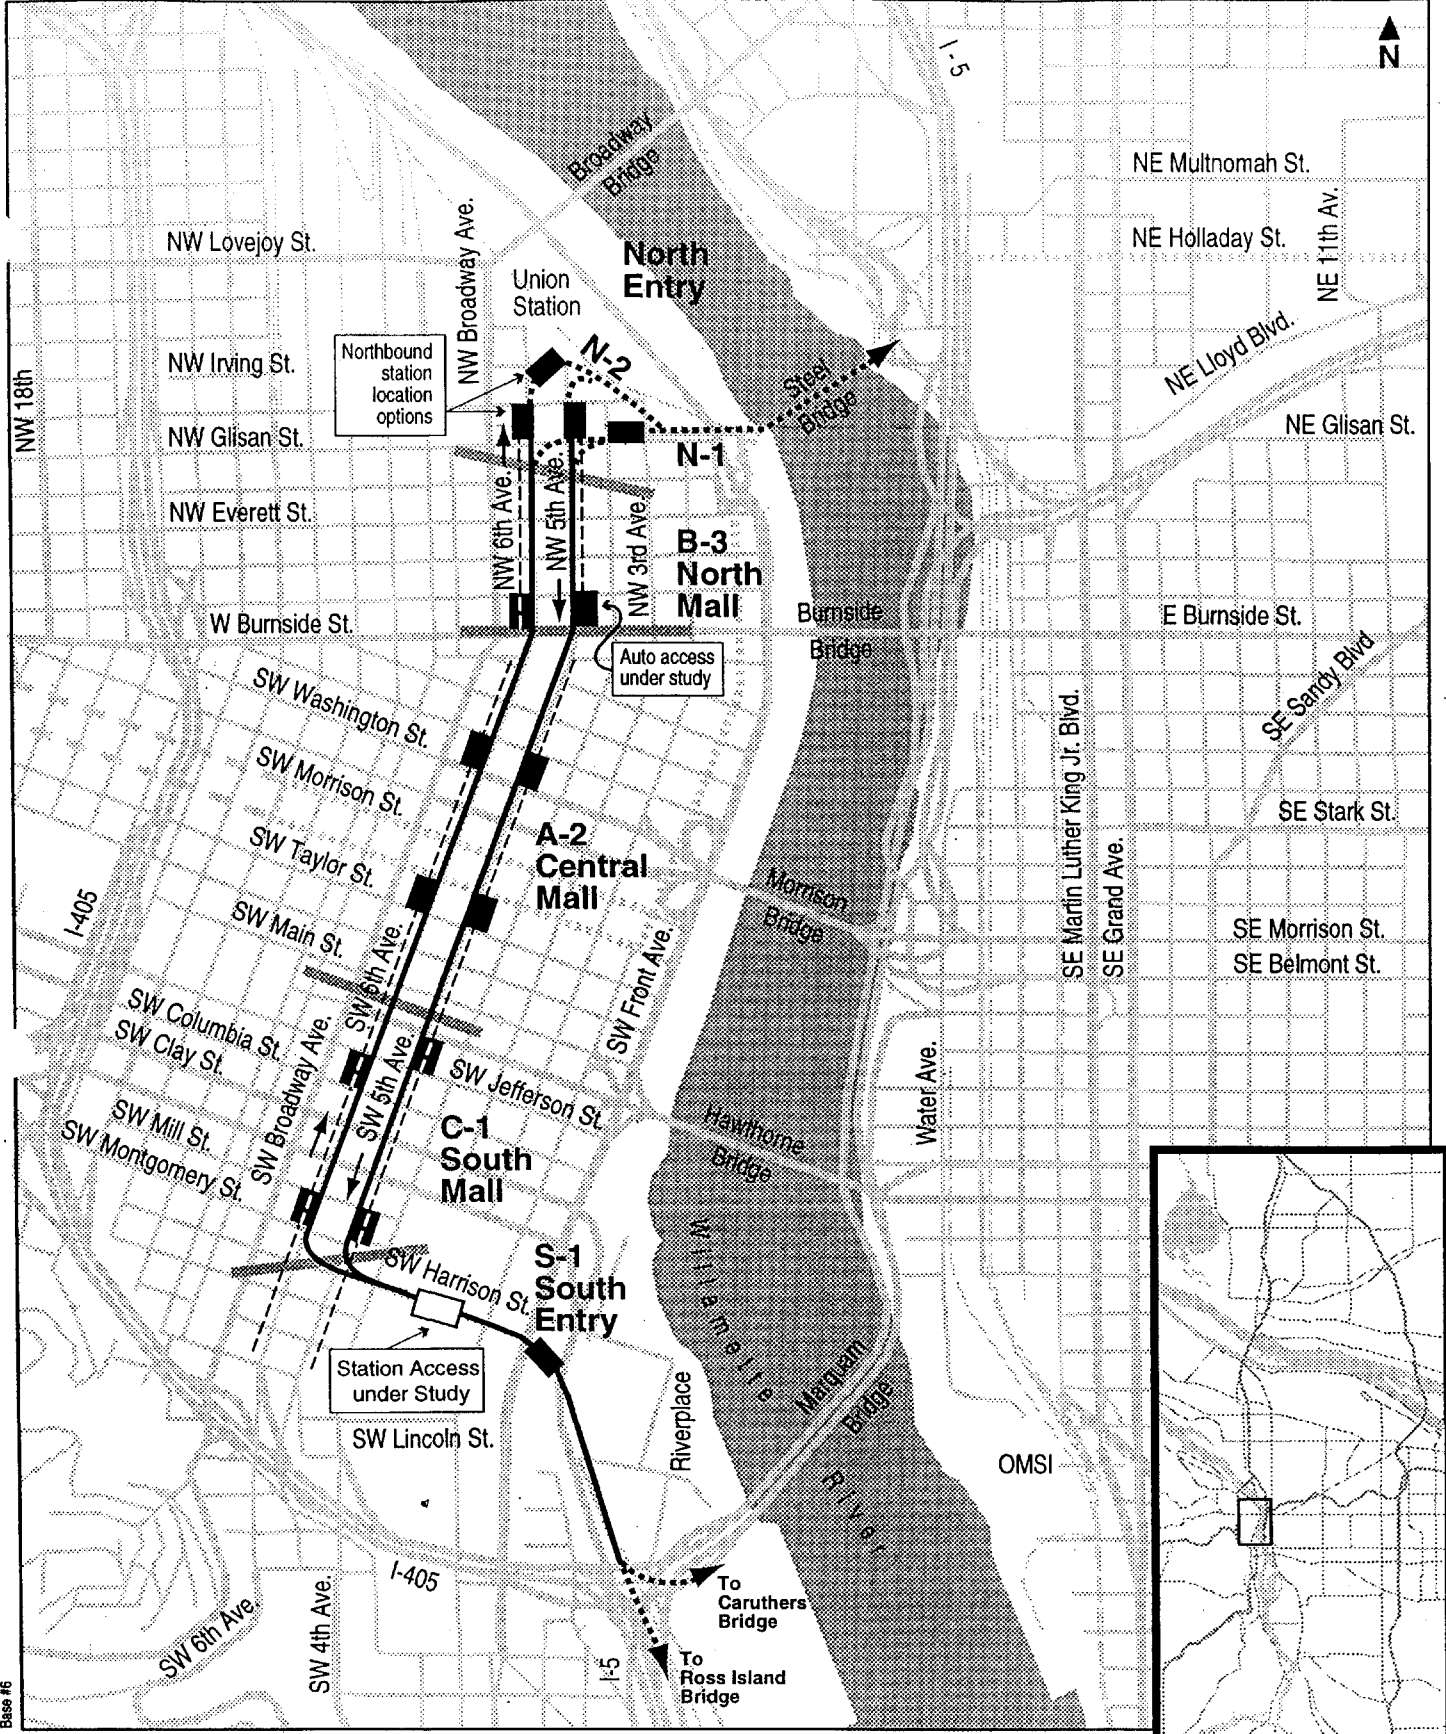 N
I-5
Broadway
Bridge
NE Multnomah St.
NE Holladay St.
NE 11th Av.
NW Lovejoy St.
NW Broadway Ave.
North
Entry
Union
Station
NE Lloyd Blvd.
Northbound
station
location
options
N-2
NW Irving St.
NW 18th
Steel
Bridge
NW Glisan St.
NE Glisan St.
N-1
NW Everett St.
NW 6th Ave.
NW 5th Ave.
NW 3rd Ave.
B-3
North
Mall
W Burnside St.
Burnside
Bridge
E Burnside St.
Auto access
under study
SE Sandy Blvd
SW Washington St.
SW Morrison St.
SE Martin Luther King Jr. Blvd.
SE Grand Ave.
SE Stark St.
SW Taylor St.
A-2
Central
Mall
Morrison
Bridge
I-405
SW Main St.
SE Morrison St.
SE Belmont St.
SW 6th Ave.
SW Front Ave.
SW Columbia St.
SW Clay St.
SW Broadway Ave.
SW 5th Ave.
SW Jefferson St.
Water Ave.
SW Mill St.
SW Montgomery St.
C-1
South
Mall
Hawthorne
Bridge
Willamette
River
SW Harrison St.
S-1
South
Entry
Station Access
under Study
Marquam
Bridge
Riverplace
SW Lincoln St.
OMSI
I-405
To
Caruthers
Bridge
SW 6th Ave.
SW 4th Ave.
I-5
To
Ross Island
Bridge
Base #6